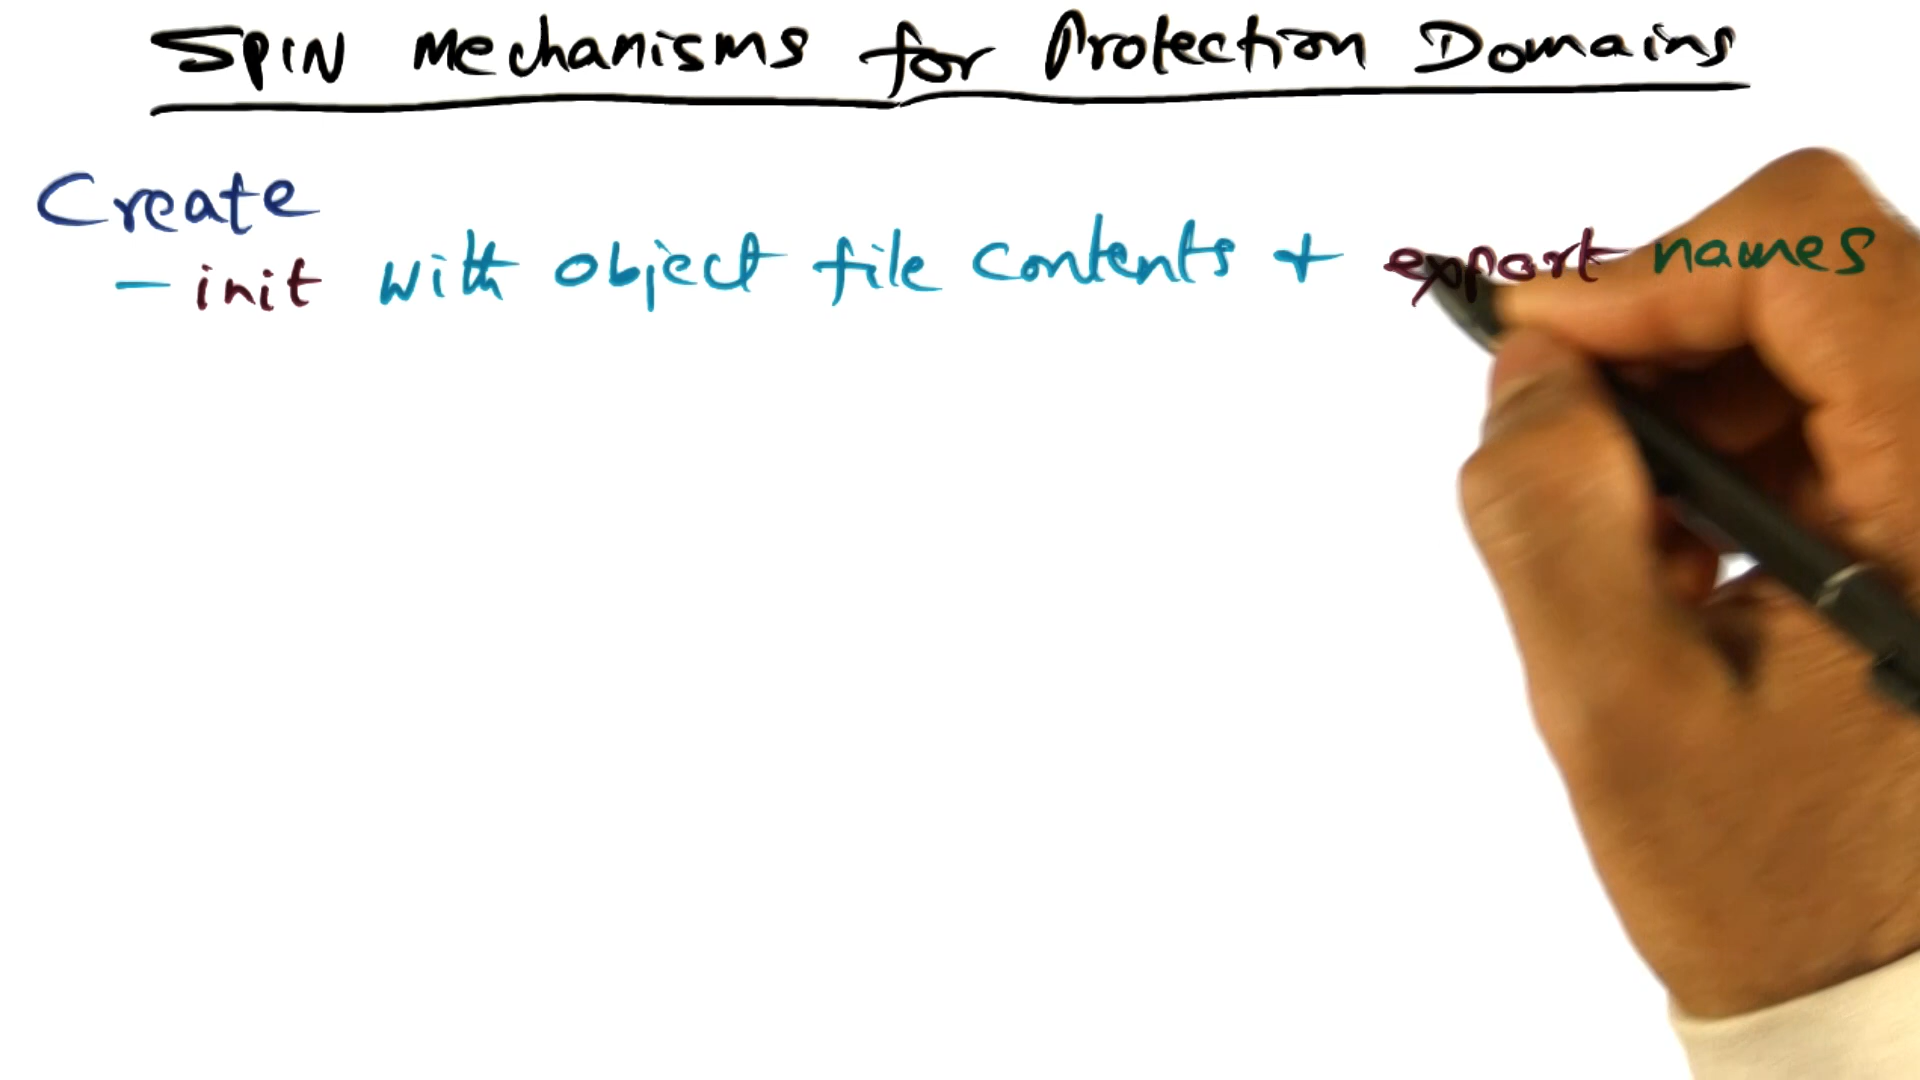 SPIN Mechanisms for Protection Domains
Create
- init with object file contents + export names